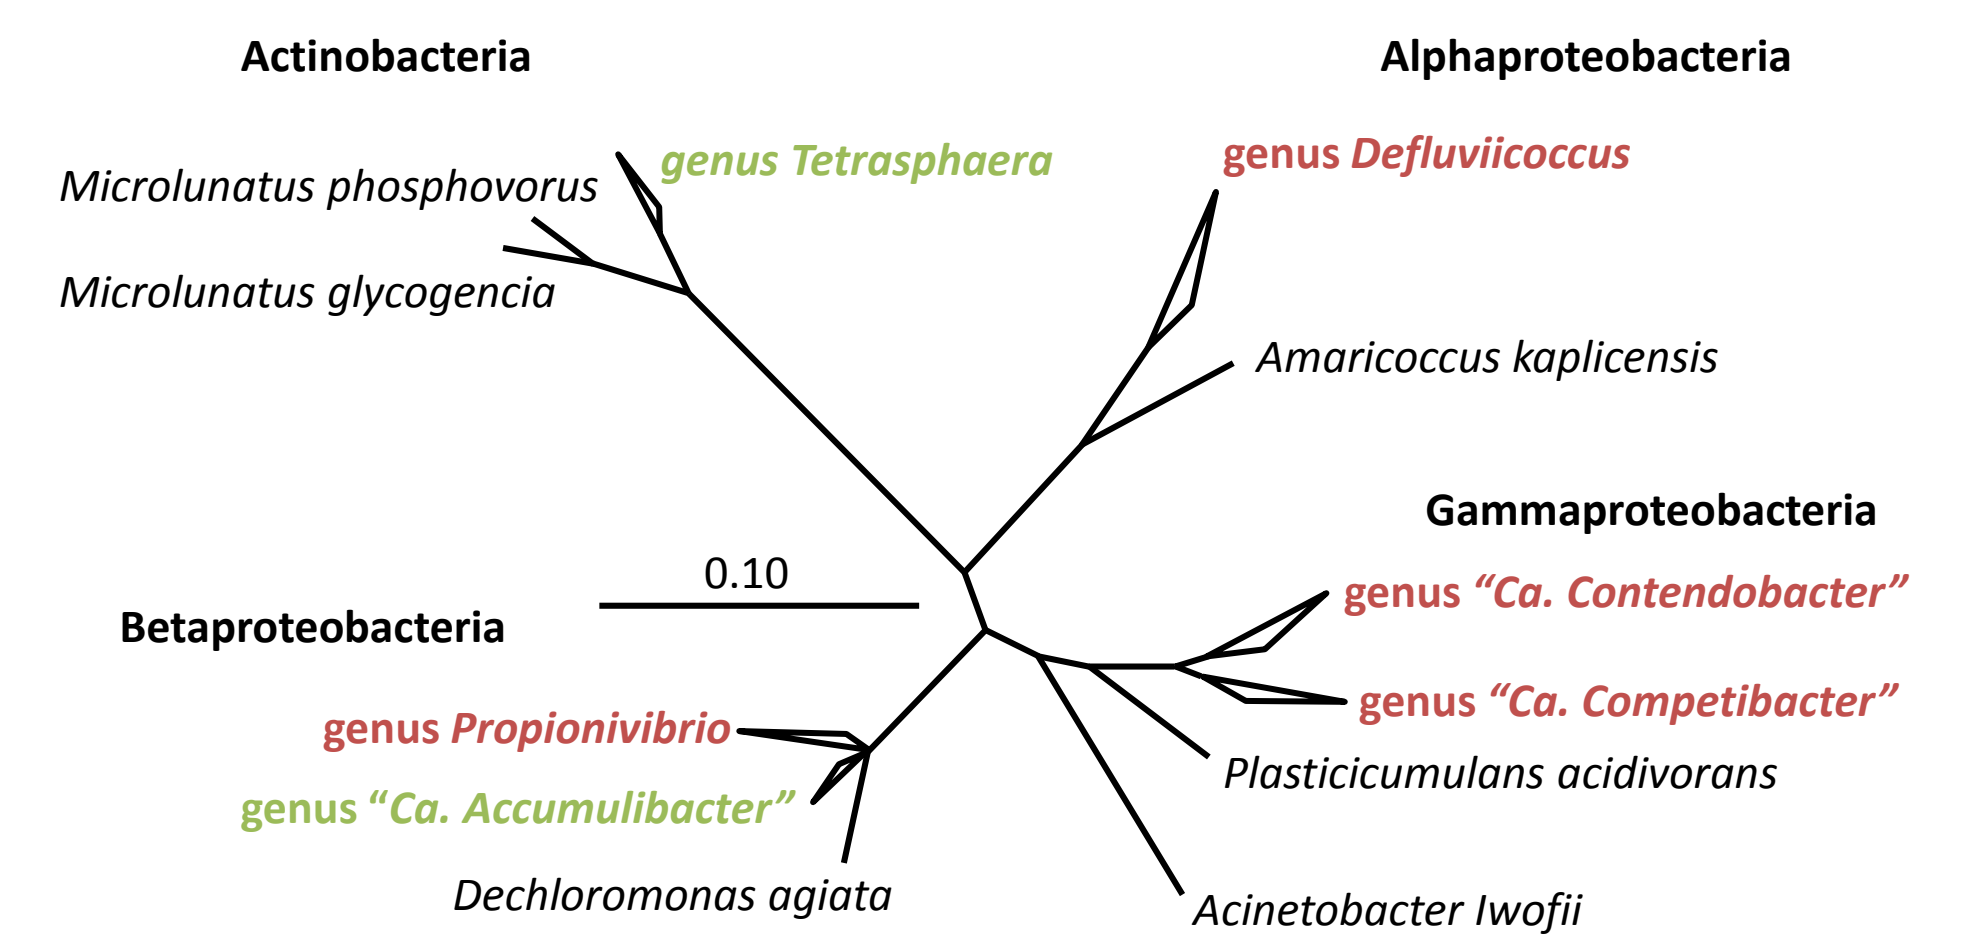 Actinobacteria
Alphaproteobacteria
genus Tetrasphaera
genus Defluviicoccus
Microlunatus phosphovorus
Microlunatus glycogencia
Amaricoccus kaplicensis
Gammaproteobacteria
0.10
genus “Ca. Contendobacter”
Betaproteobacteria
genus “Ca. Competibacter”
genus Propionivibrio
Plasticicumulans acidivorans
genus “Ca. Accumulibacter”
Dechloromonas agiata
Acinetobacter Iwofii